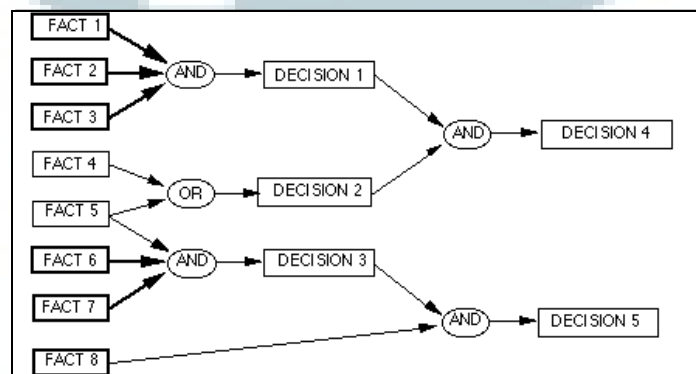 FACT 1
FACT 2
AND
DECISION 1
FACT 3
AND
DECISION 4
FACT 4
OR
DECISION 2
FACT 5
FACT 6
AND
DECISION 3
FACT 7
AND
DECISION 5
FACT 8